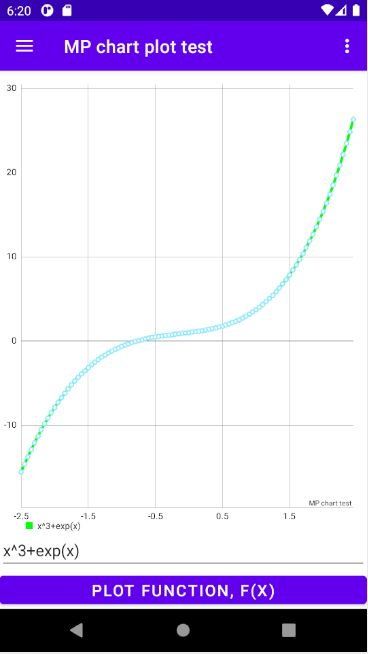 6:20
MP chart plot test
30
20
10
0
-10
MP chart test
-2.5 -1.5 -0.5 0.5 1.5
x^3+exp(x)
x^3+exp(x)
PLOT FUNCTION, F(X)